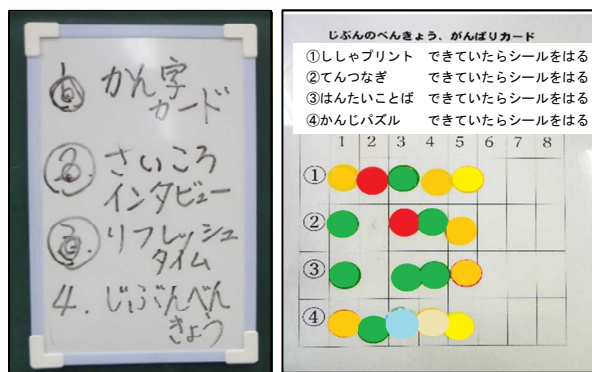 ① かん字
カード
② さいころ
インタビュー
③ リフレッシュ
タイム
4. じぶんべん
きょう
じぶんのべんきょう、がんばりカード
①ししゃプリント できていたらシールをはる
②てんつなぎ できていたらシールをはる
③はんたいことば できていたらシールをはる
④かんじパズル できていたらシールをはる
1 2 3 4 5 6 7 8
①
②
③
④